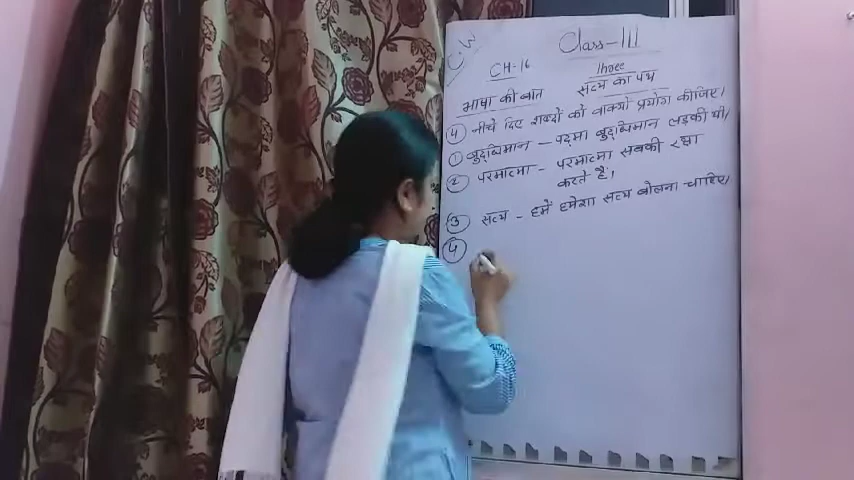 C.W
Class-III
Three
CH-16
सत्य का पथ
भाषा की बात
(4) नीचे दिए शब्दों को वाक्यों प्रयोग कीजिए।
(1) बुद्धिमान - पद्मा बुद्धिमान लड़की थी।
(2) परमात्मा - परमात्मा सबकी रक्षा
करते हैं।
(3) सत्य - हमें हमेशा सत्य बोलना चाहिए।
(4)